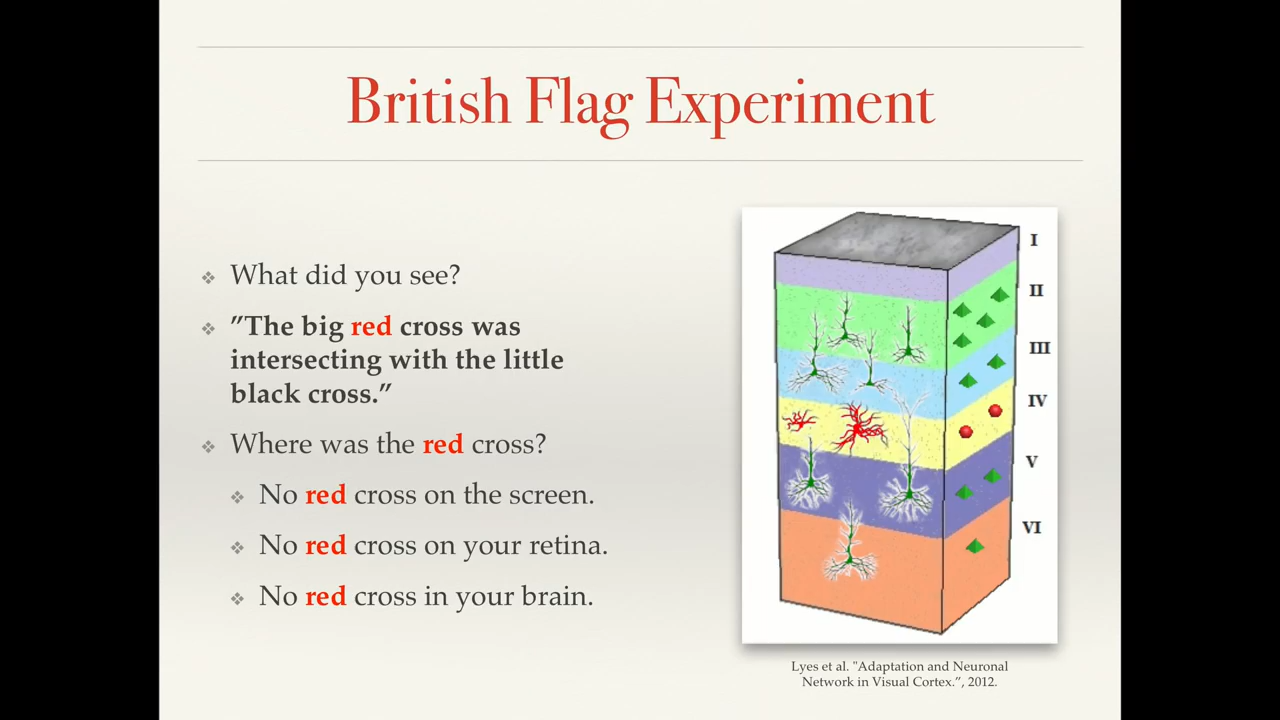 British Flag Experiment
❖ What did you see?
❖ ”The big red cross was
intersecting with the little
black cross.”
❖ Where was the red cross?
❖ No red cross on the screen.
❖ No red cross on your retina.
❖ No red cross in your brain.
I
II
III
IV
V
VI
Lyes et al. "Adaptation and Neuronal
Network in Visual Cortex.”, 2012.